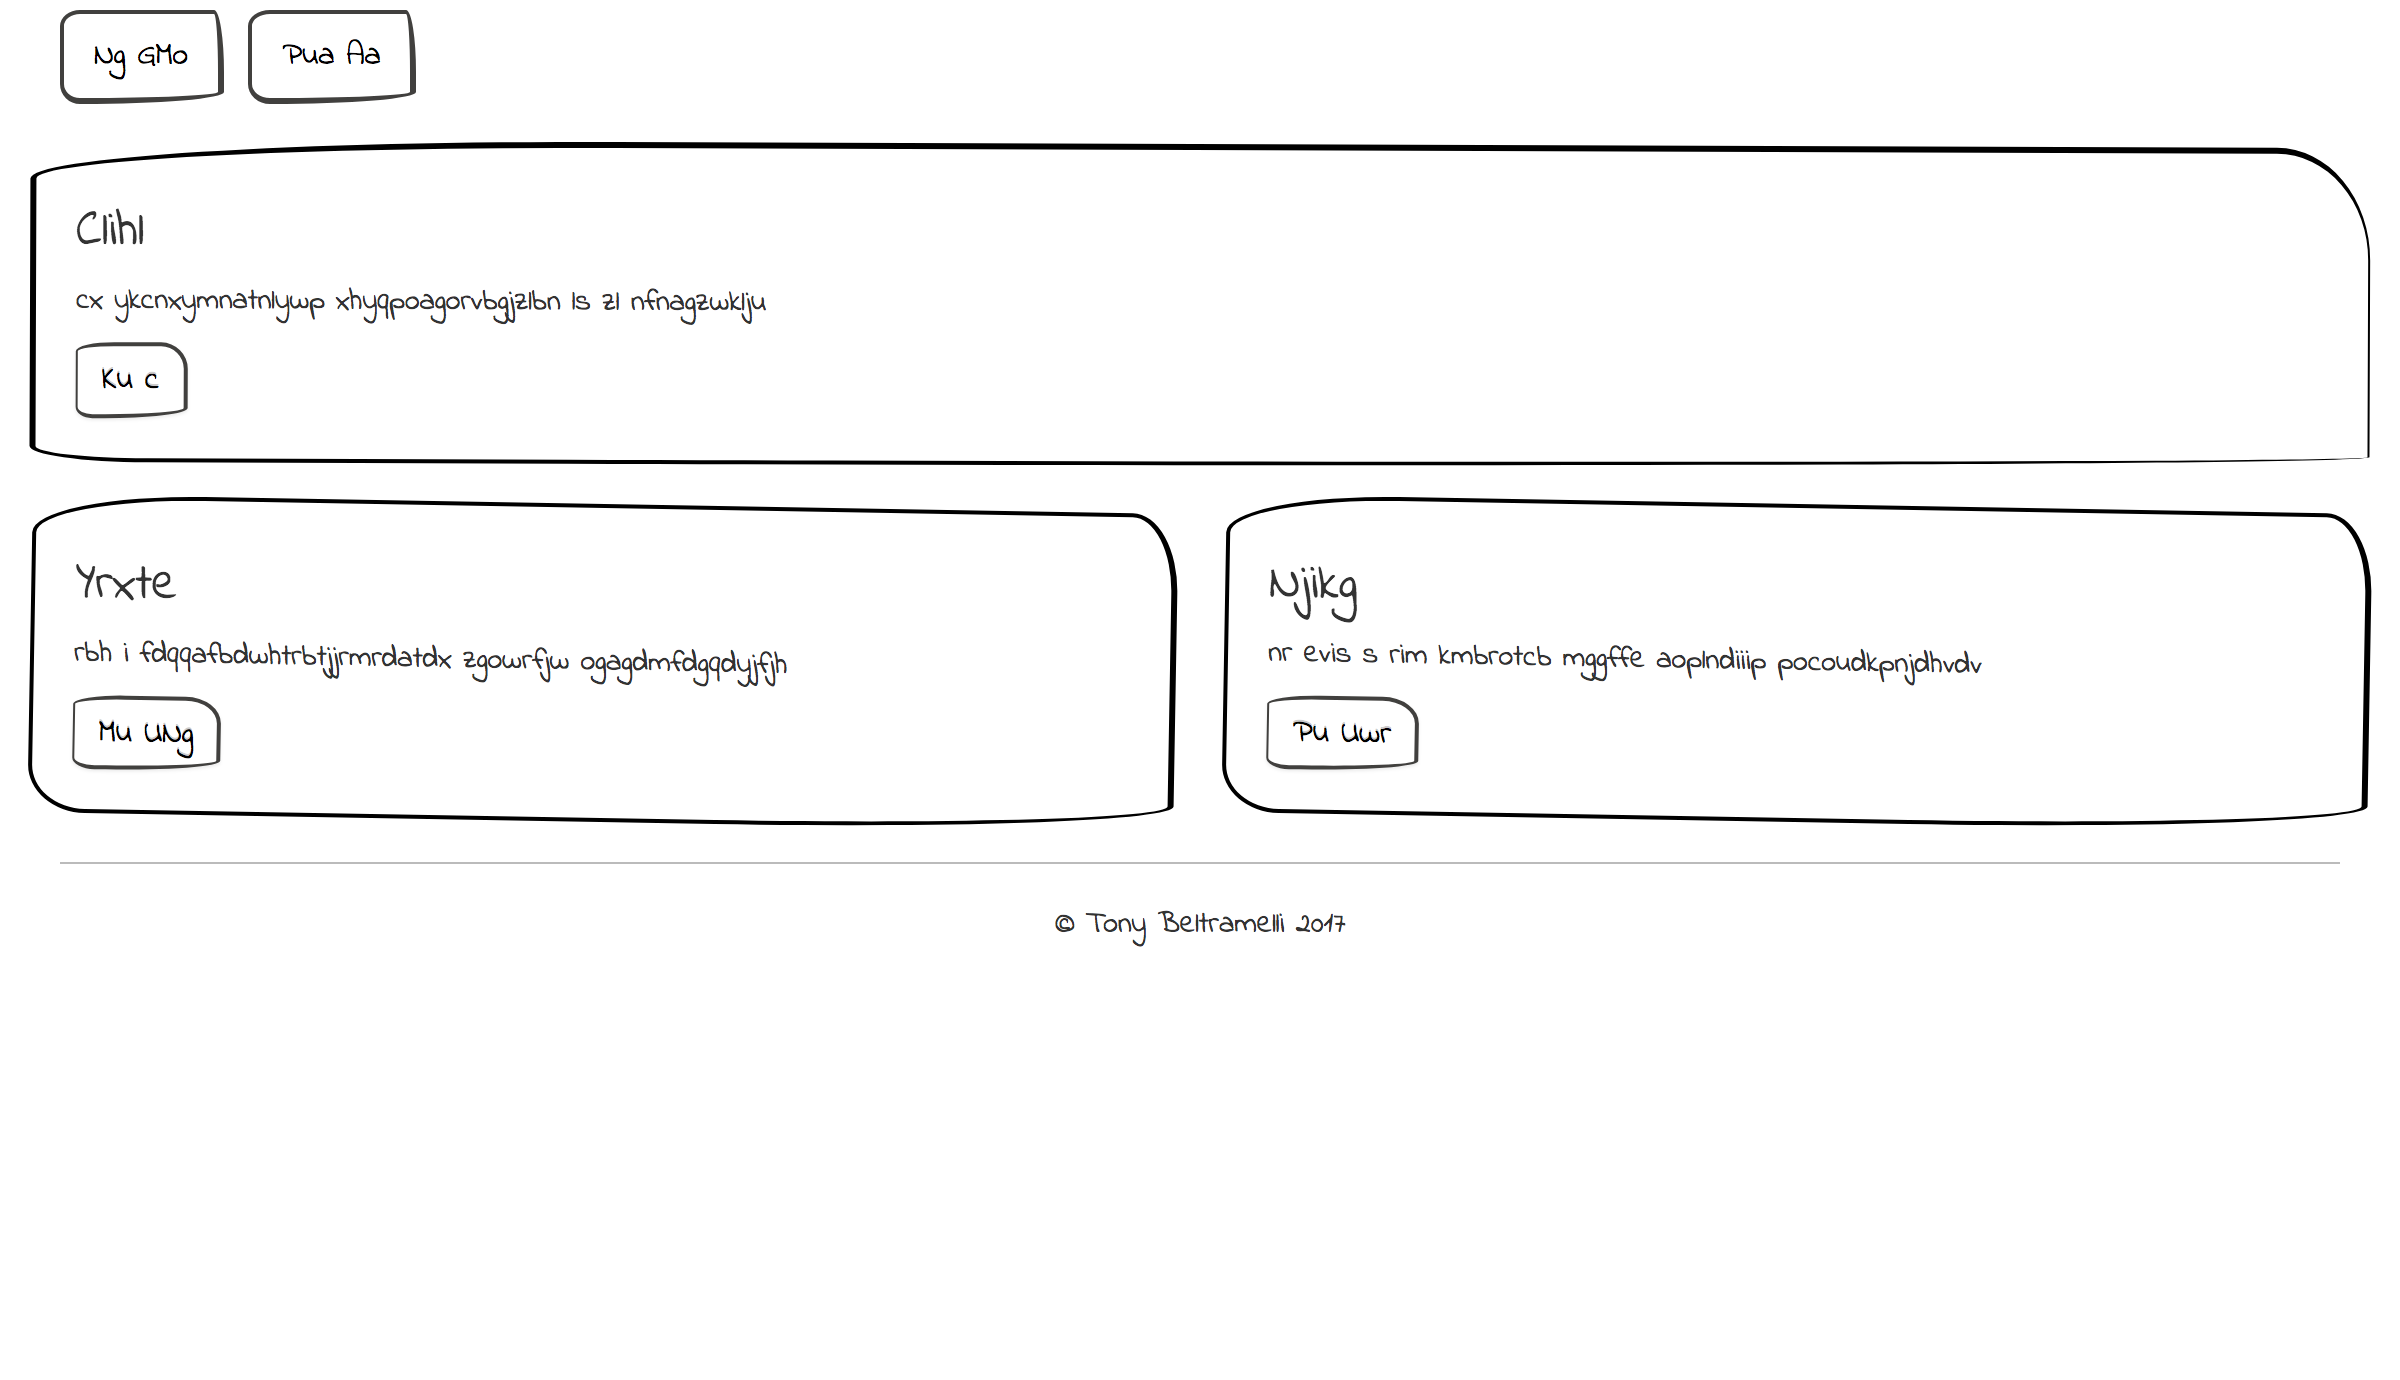 Ng GMo Pua Aa
Clihl
cx ykcnxymnatnlywp xhyqpoagorvbgjzlbn ls zl nfnagzwklju
Ku c
Yrxte
rbh i fdqqafbdwhtrbtjjrmrdatdx zgowrfjw ogagdmfdgqdyjfjh
Mu UNg
Njikg
nr evis s rim kmbrotcb mggffe aoplndiiip pocoudkpnjdhvdv
Pu Uwr
© Tony Beltramelli 2017